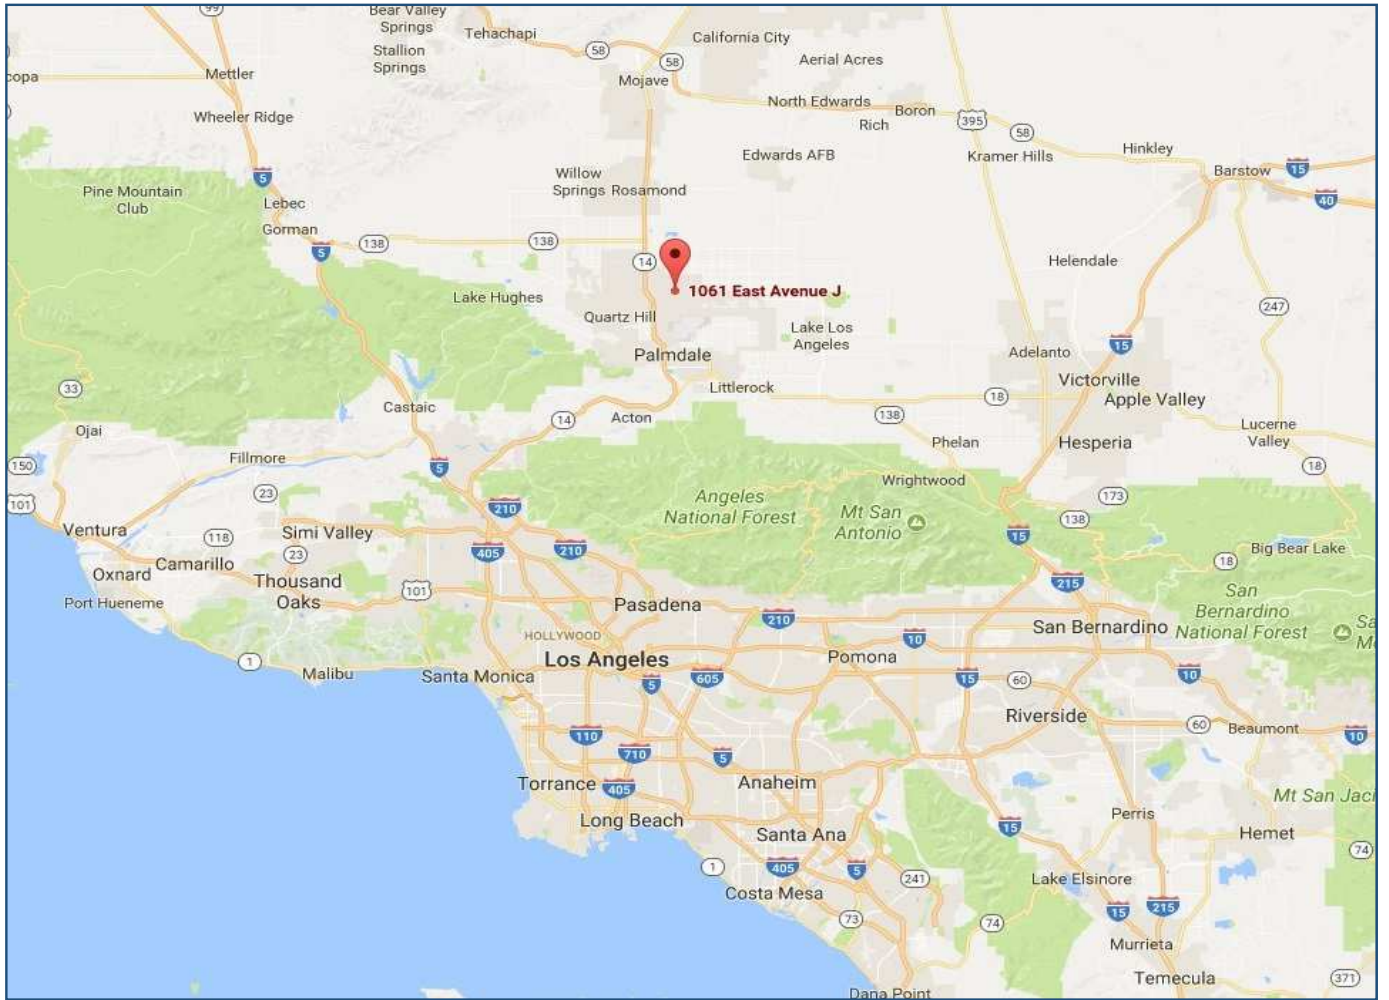 99
Bear Valley
Springs
Tehachapi
58
California City
Stallion
Springs
58
Aerial Acres
copa
Mettler
Mojave
North Edwards
Boron
Wheeler Ridge
Rich
395
58
Edwards AFB
Kramer Hills
Hinkley
Barstow
15
5
Willow
Springs
Rosamond
40
Pine Mountain
Club
Lebec
Gorman
5
138
138
14
Helendale
1061 East Avenue J
Lake Hughes
247
Quartz Hill
Lake Los
Angeles
15
Palmdale
Adelanto
33
Littlerock
Victorville
18
Apple Valley
Castaic
14
Acton
138
Ojai
Lucerne
Valley
Phelan
Hesperia
150
Fillmore
5
18
Wrightwood
23
101
210
Angeles
National Forest
173
Mt San
Antonio
138
Ventura
118
Simi Valley
15
405
210
23
Big Bear Lake
Camarillo
18
Oxnard
Thousand
Oaks
101
215
Port Hueneme
Pasadena
210
San
Bernardino
National Forest
HOLLYWOOD
10
San Bernardino
Sa
M
Los Angeles
Pomona
1
Malibu
Santa Monica
5
605
15
60
10
Riverside
60
Beaumont
110
10
710
5
Torrance
405
Anaheim
Mt San Jaci
Long Beach
Perris
Santa Ana
15
Hemet
74
1
405
5
241
Lake Elsinore
Costa Mesa
73
74
15
215
Murrieta
Temecula
371
Dana Point